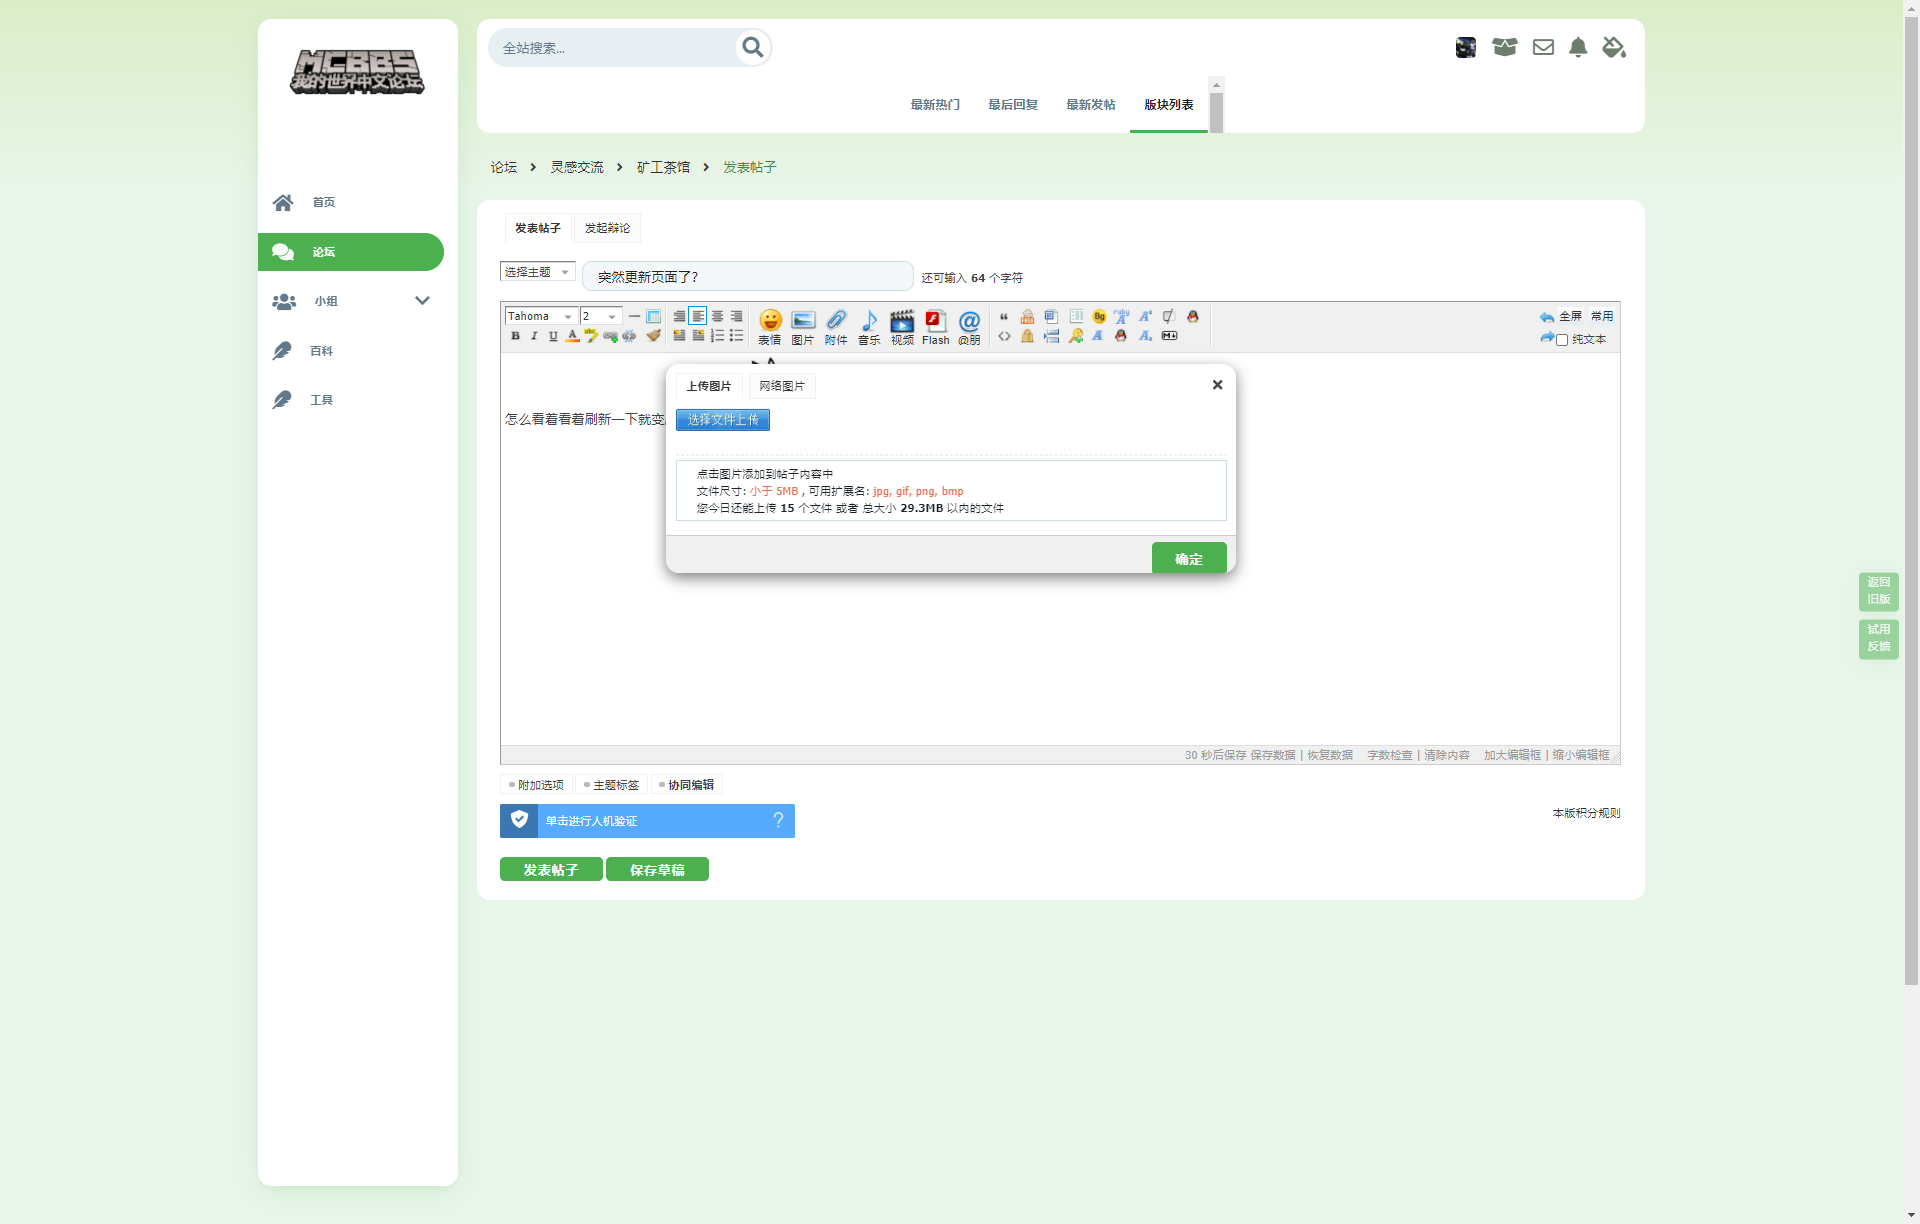 MCBBS
我的世界中文论坛
全站搜索...
最新热门 最后回复 最新发帖 版块列表
首页
论坛
小组
百科
工具
论坛 > 灵感交流 > 矿工茶馆 > 发表帖子
发表帖子 发起辩论
选择主题 突然更新页面了？ 还可输入 64 个字符
Tahoma 2
B I U A
表情 图片 附件 音乐 视频 Flash @朋
Bg ruby
全屏 常用
纯文本
怎么看着看着刷新一下就变
上传图片 网络图片
选择文件上传
点击图片添加到帖子内容中
文件尺寸: 小于 5MB , 可用扩展名: jpg, gif, png, bmp
您今日还能上传 15 个文件 或者 总大小 29.3MB 以内的文件
确定
返回
旧版
试用
反馈
30 秒后保存 保存数据 | 恢复数据 字数检查 | 清除内容 加大编辑框 | 缩小编辑框
附加选项 主题标签 协同编辑
单击进行人机验证 ?
本版积分规则
发表帖子 保存草稿